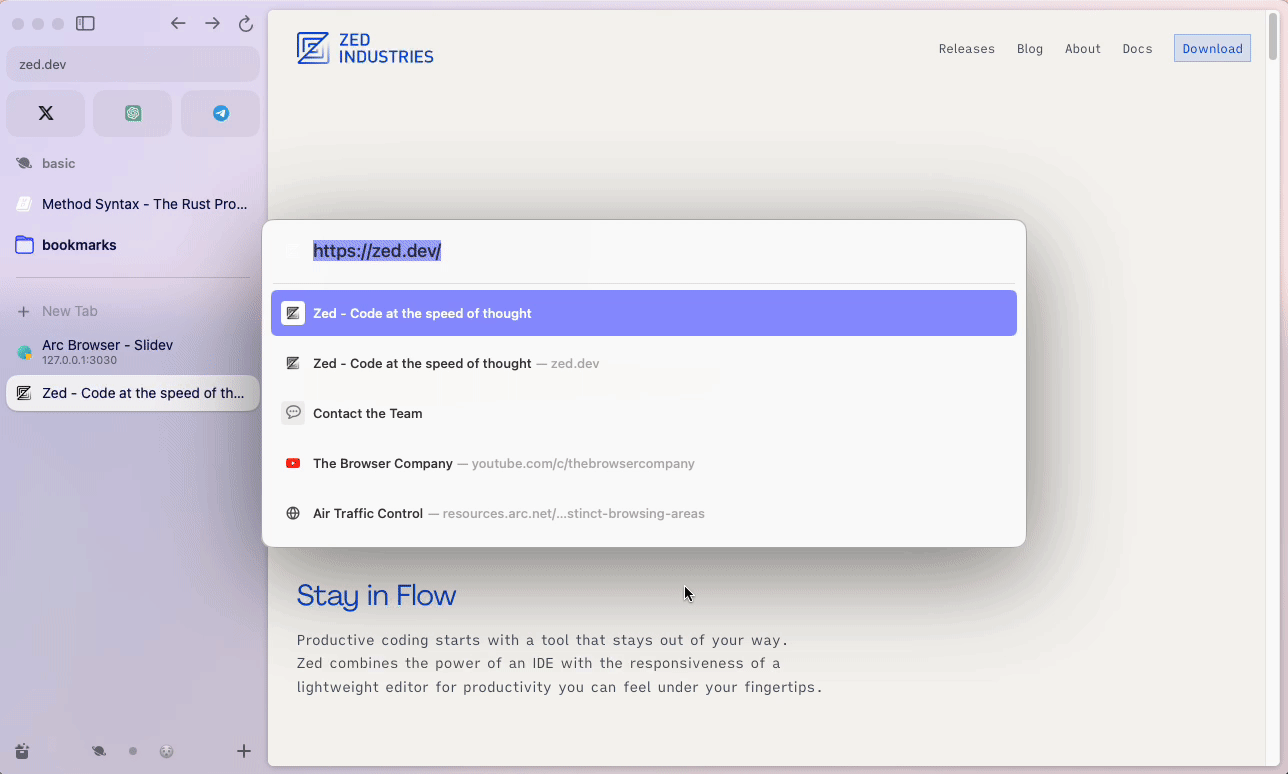 zed.dev
basic
Method Syntax - The Rust Pro...
bookmarks
New Tab
Arc Browser - Slidev
127.0.0.1:3030
Zed - Code at the speed of th...
ZED
INDUSTRIES
Releases Blog About Docs Download
https://zed.dev/
Zed - Code at the speed of thought
Zed - Code at the speed of thought — zed.dev
Contact the Team
The Browser Company — youtube.com/c/thebrowsercompany
Air Traffic Control — resources.arc.net/...stinct-browsing-areas
Stay in Flow
Productive coding starts with a tool that stays out of your way.
Zed combines the power of an IDE with the responsiveness of a
lightweight editor for productivity you can feel under your fingertips.